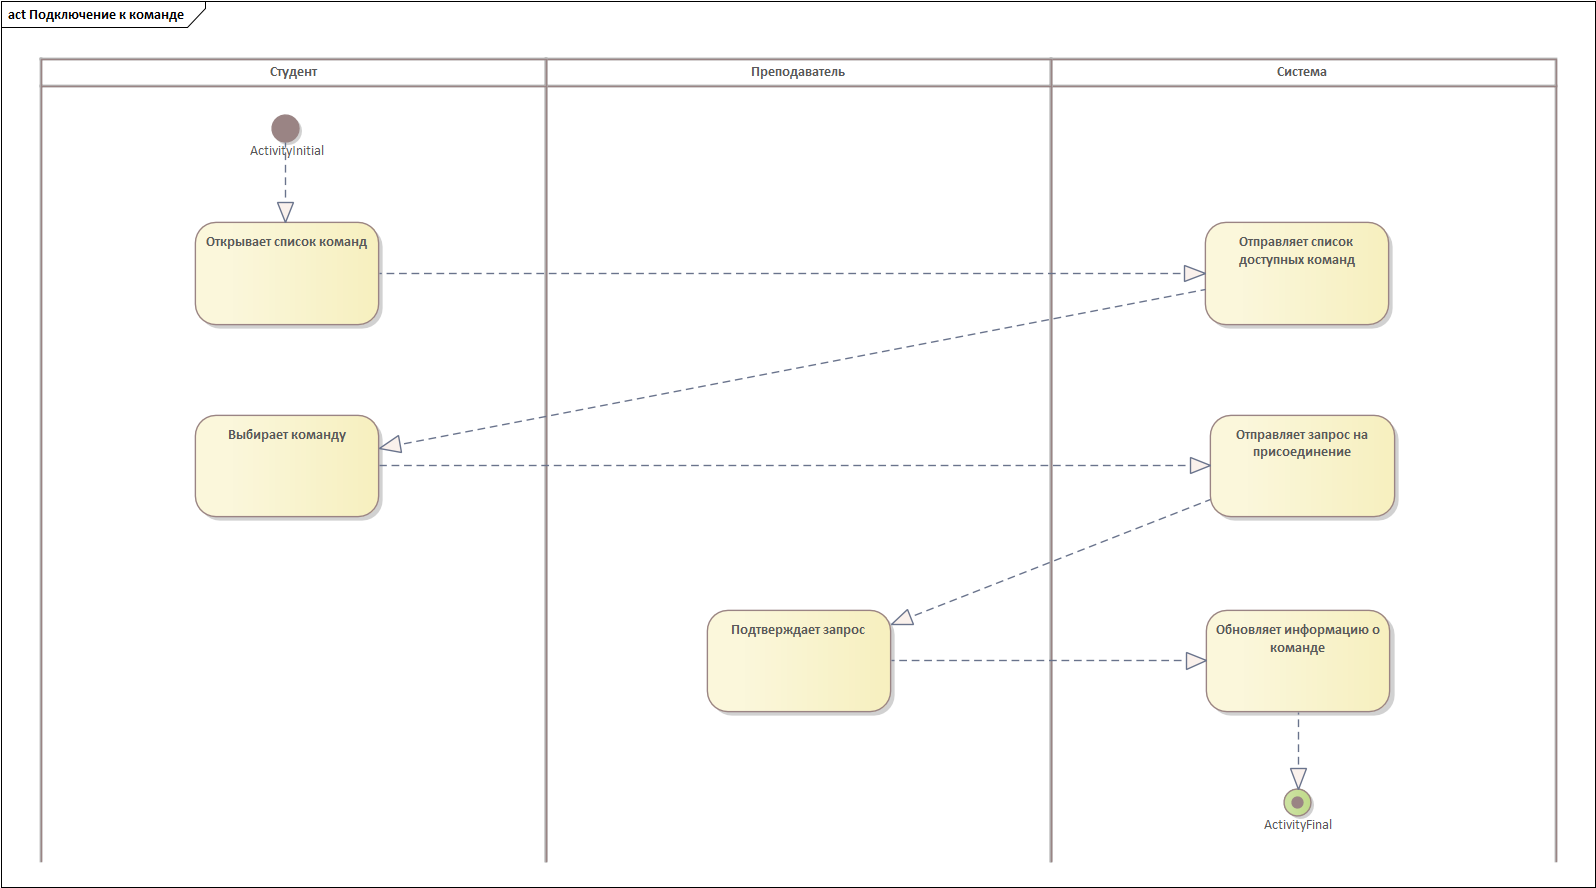 act Подключение к команде
Студент
Преподаватель
Система
ActivityInitial
Открывает список команд
Отправляет список
доступных команд
Выбирает команду
Отправляет запрос на
присоединение
Подтверждает запрос
Обновляет информацию о
команде
ActivityFinal